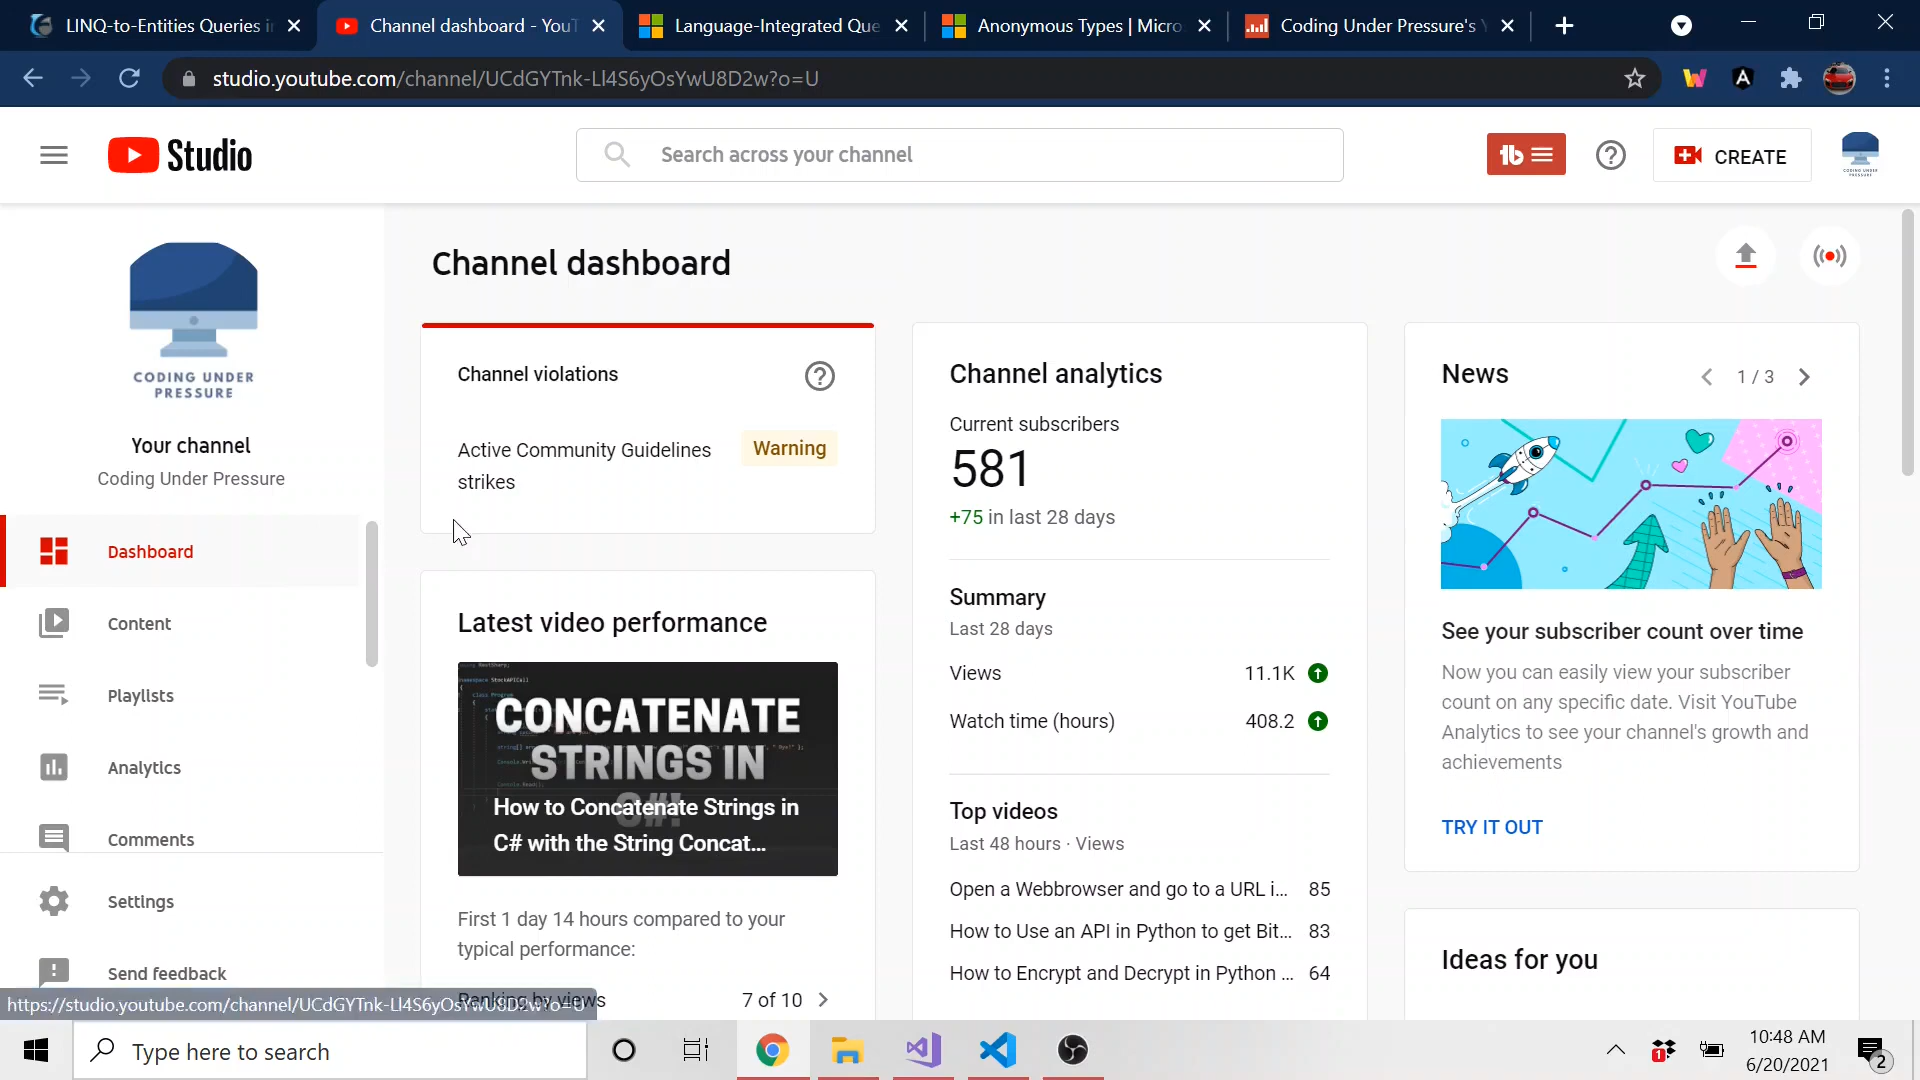 LINQ-to-Entities Queries in
Channel dashboard - YouT
Language-Integrated Que
Anonymous Types | Micro
Coding Under Pressure's Y
studio.youtube.com/channel/UCdGYTnk-Ll4S6yOsYwU8D2w?o=U
Studio
Search across your channel
tb
CREATE
CODING UNDER
PRESSURE
Your channel
Coding Under Pressure
Dashboard
Content
Playlists
Analytics
Comments
Settings
Send feedback
Channel dashboard
Channel violations
Active Community Guidelines
strikes
Warning
Latest video performance
CONCATENATE
STRINGS IN
C#!
How to Concatenate Strings in
C# with the String Concat...
First 1 day 14 hours compared to your
typical performance:
Ranking by views
7 of 10
Channel analytics
Current subscribers
581
+75 in last 28 days
Summary
Last 28 days
Views 11.1K
Watch time (hours) 408.2
Top videos
Last 48 hours · Views
Open a Webbrowser and go to a URL i... 85
How to Use an API in Python to get Bit... 83
How to Encrypt and Decrypt in Python ... 64
News
1 / 3
See your subscriber count over time
Now you can easily view your subscriber
count on any specific date. Visit YouTube
Analytics to see your channel's growth and
achievements
TRY IT OUT
Ideas for you
https://studio.youtube.com/channel/UCdGYTnk-Ll4S6yOsYwU8D2w?o=U
Type here to search
1
10:48 AM
6/20/2021
2